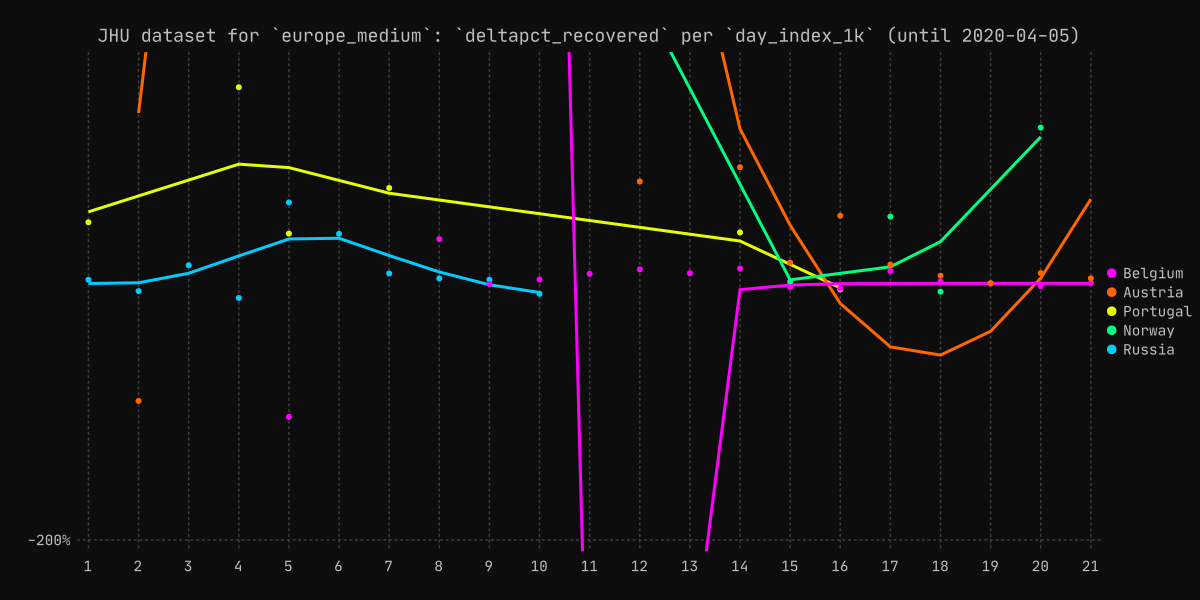 JHU dataset for `europe_medium`: `deltapct_recovered` per `day_index_1k` (until 2020-04-05)
Belgium
Austria
Portugal
Norway
Russia
-200%
1 2 3 4 5 6 7 8 9 10 11 12 13 14 15 16 17 18 19 20 21